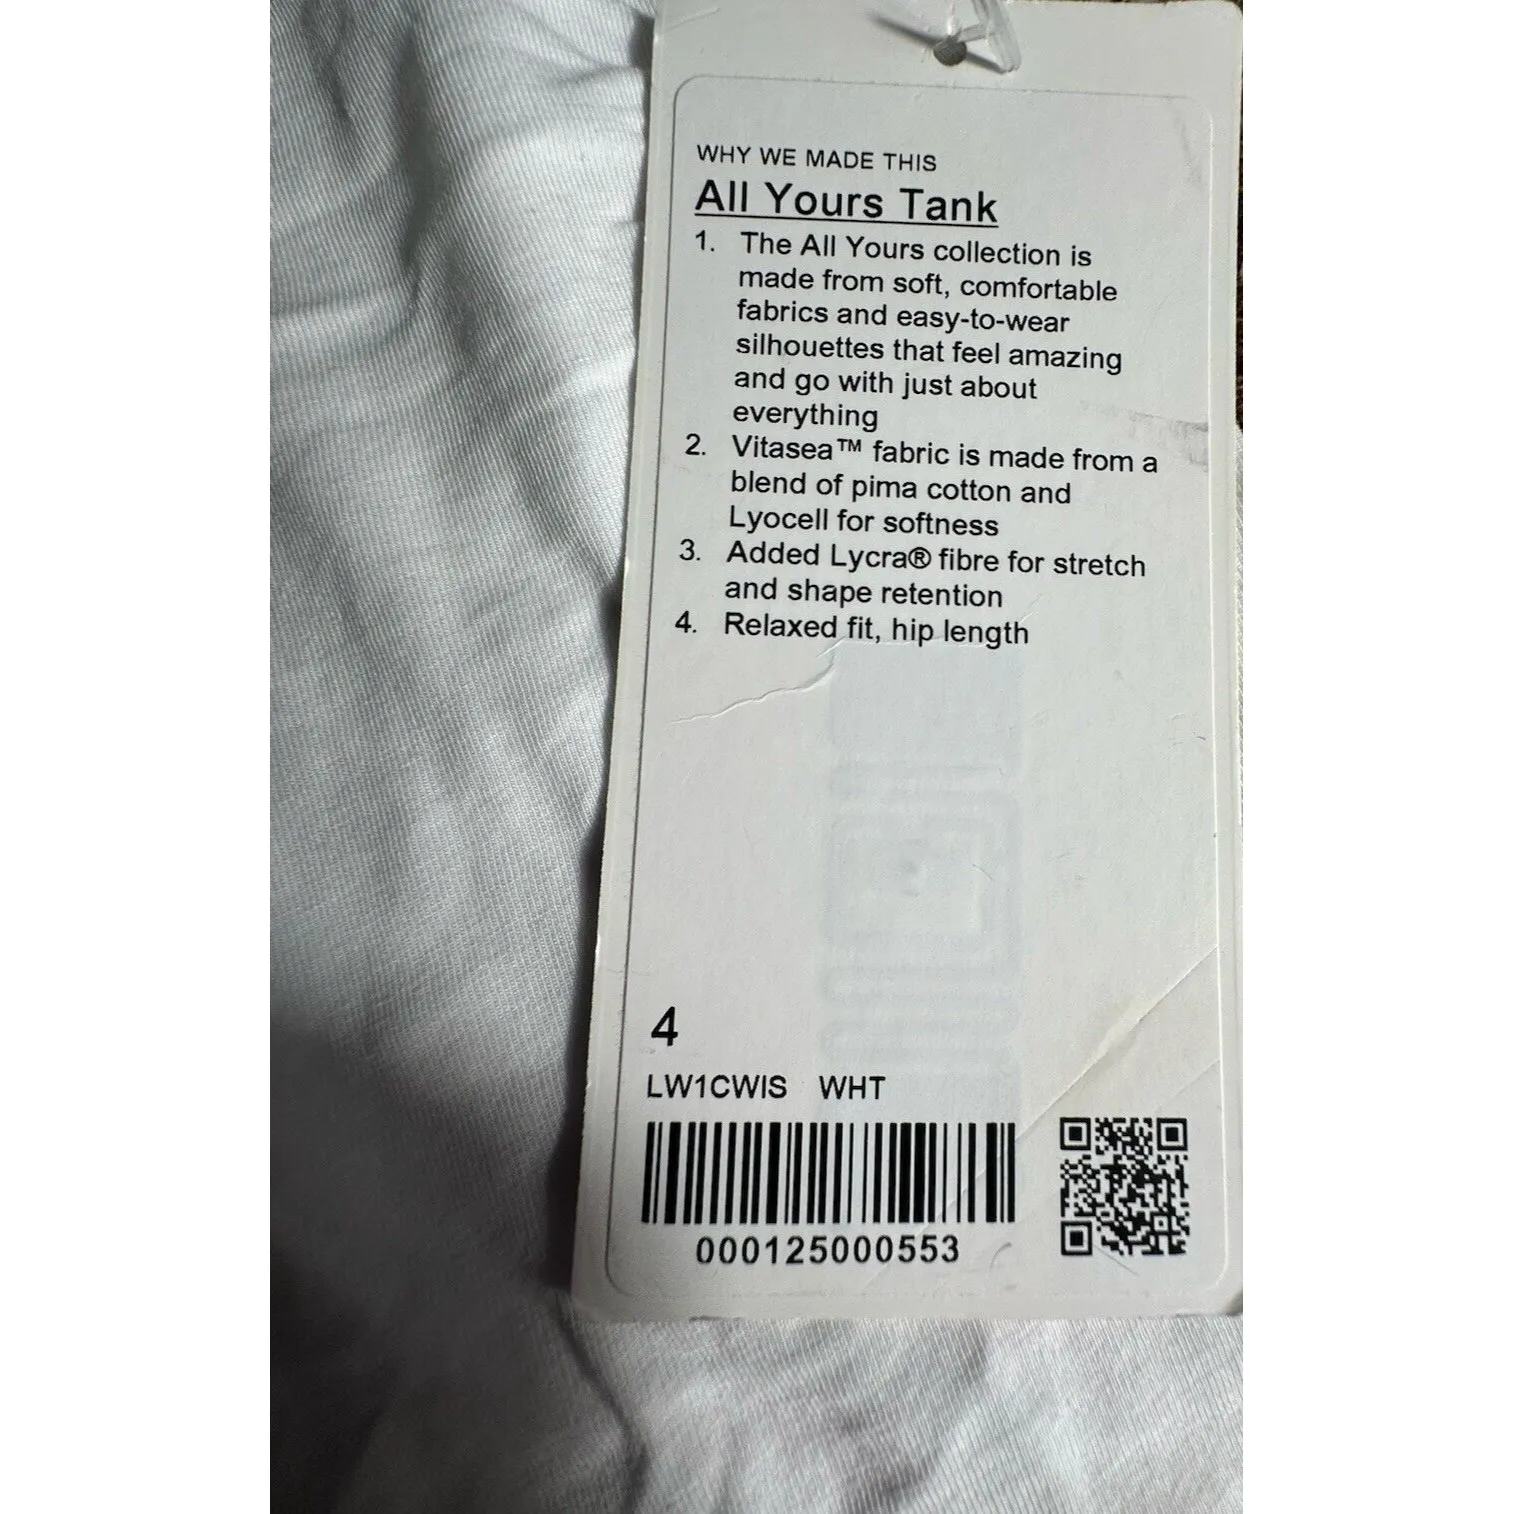 WHY WE MADE THIS
All Yours Tank
1. The All Yours collection is
made from soft, comfortable
fabrics and easy-to-wear
silhouettes that feel amazing
and go with just about
everything
2. Vitasea™ fabric is made from a
blend of pima cotton and
Lyocell for softness
3. Added Lycra® fibre for stretch
and shape retention
4. Relaxed fit, hip length
4
LW1CWIS WHT
000125000553